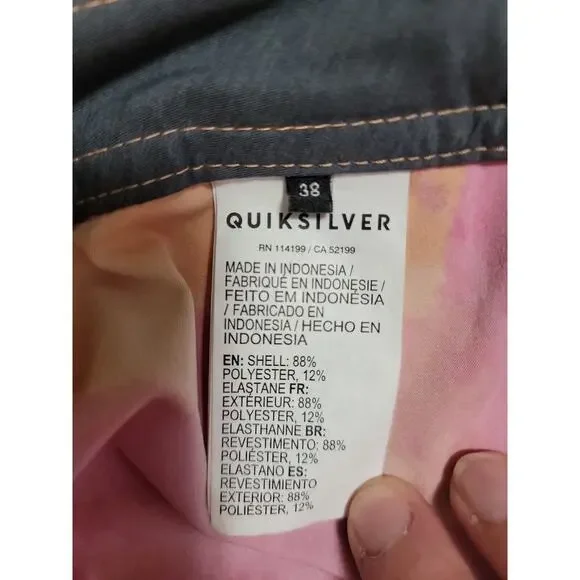 38
QUIKSILVER
RN 114199 / CA 52199
MADE IN INDONESIA /
FABRIQUÉ EN INDONESIE/
FEITO EM INDONÉSIA
/ FABRICADO EN
INDONESIA / HECHO EN
INDONESIA
EN: SHELL: 88%
POLYESTER, 12%
ELASTANE FR:
EXTÉRIEUR: 88%
POLYESTER, 12%
ELASTHANNE BR:
REVESTIMENTO: 88%
POLIÉSTER, 12%
ELASTANO ES:
REVESTIMIENTO
EXTERIOR: 88%
POLIÉSTER, 12%